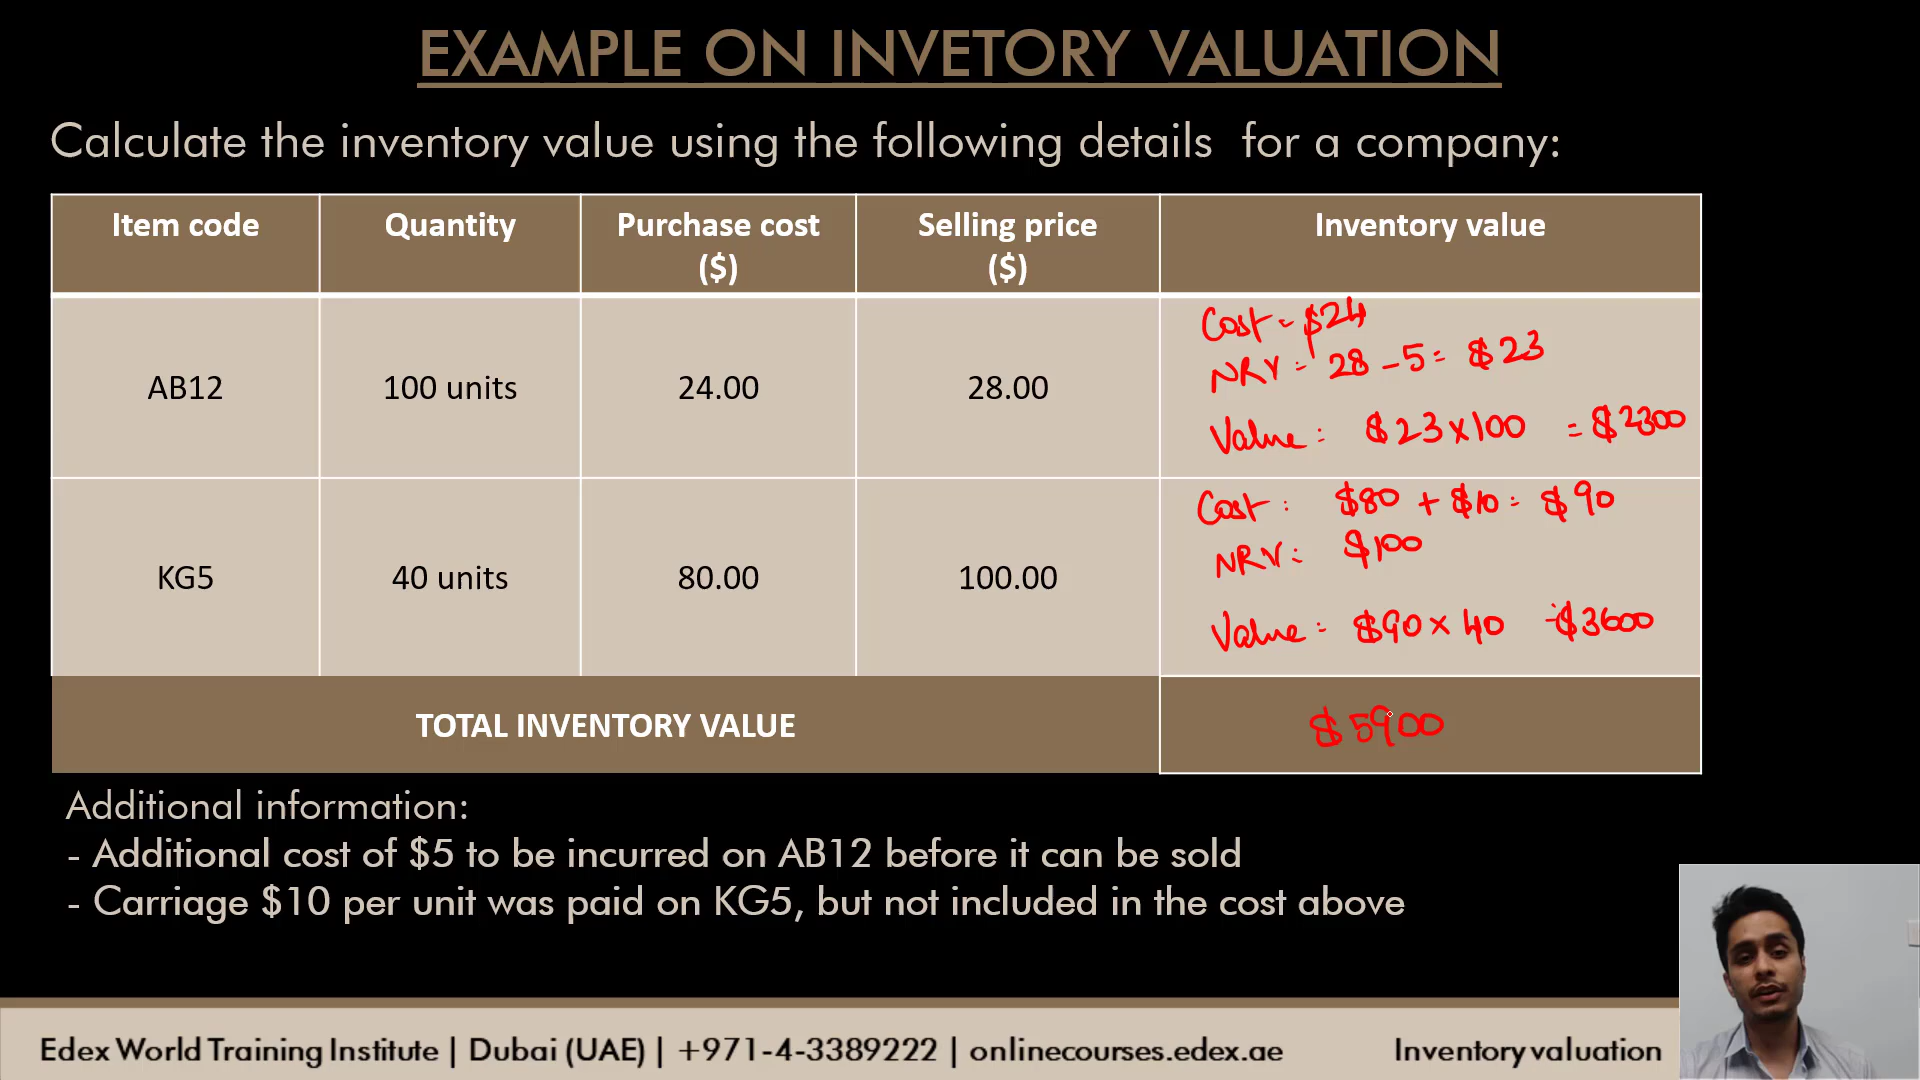 EXAMPLE ON INVETORY VALUATION
Calculate the inventory value using the following details for a company:
Item code Quantity Purchase cost ($) Selling price ($) Inventory value
AB12 100 units 24.00 28.00
Cost = $24
NRV = 28 - 5 = $23
Value: $23 x 100 = $2300
KG5 40 units 80.00 100.00
Cost: $80 + $10 = $90
NRV: $100
Value: $90 x 40 = $3600
TOTAL INVENTORY VALUE $5900
Additional information:
- Additional cost of $5 to be incurred on AB12 before it can be sold
- Carriage $10 per unit was paid on KG5, but not included in the cost above
Edex World Training Institute | Dubai (UAE) | +971-4-3389222 | onlinecourses.edex.ae Inventory valuation